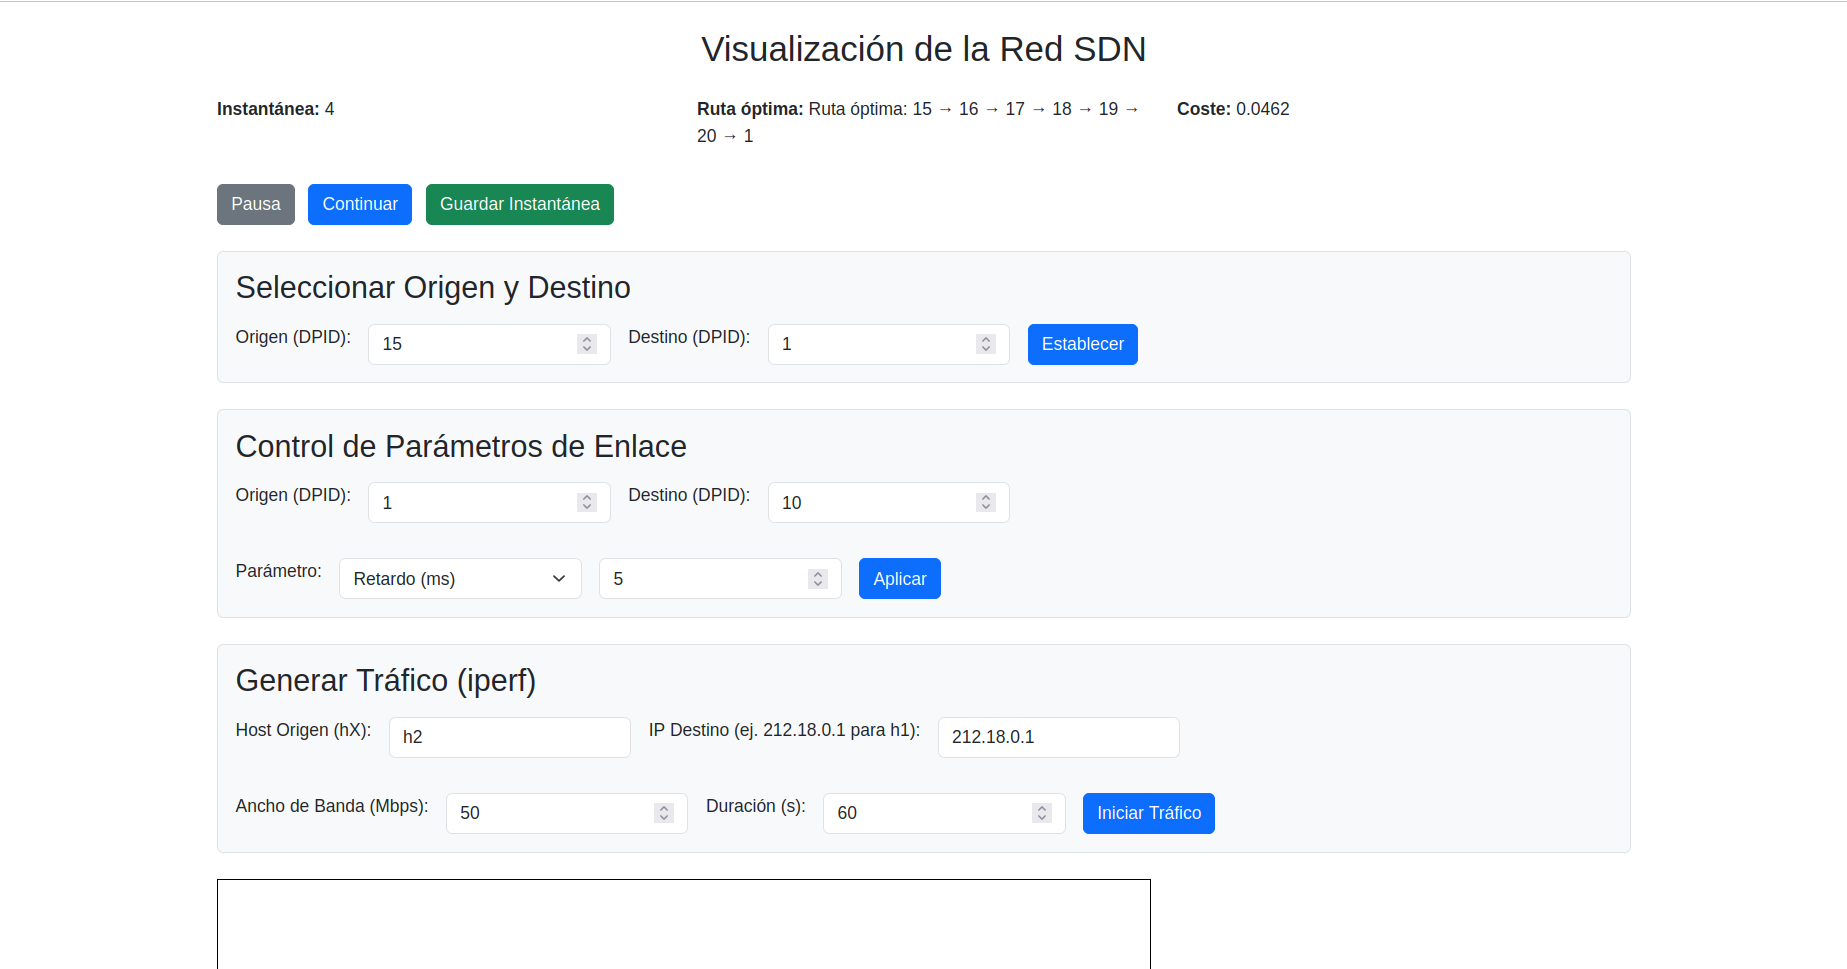 Visualización de la Red SDN
Instantánea: 4
Ruta óptima: Ruta óptima: 15 → 16 → 17 → 18 → 19 →
20 → 1
Coste: 0.0462
Pausa Continuar Guardar Instantánea
Seleccionar Origen y Destino
Origen (DPID): 15 Destino (DPID): 1 Establecer
Control de Parámetros de Enlace
Origen (DPID): 1 Destino (DPID): 10
Parámetro: Retardo (ms) 5 Aplicar
Generar Tráfico (iperf)
Host Origen (hX): h2 IP Destino (ej. 212.18.0.1 para h1): 212.18.0.1
Ancho de Banda (Mbps): 50 Duración (s): 60 Iniciar Tráfico